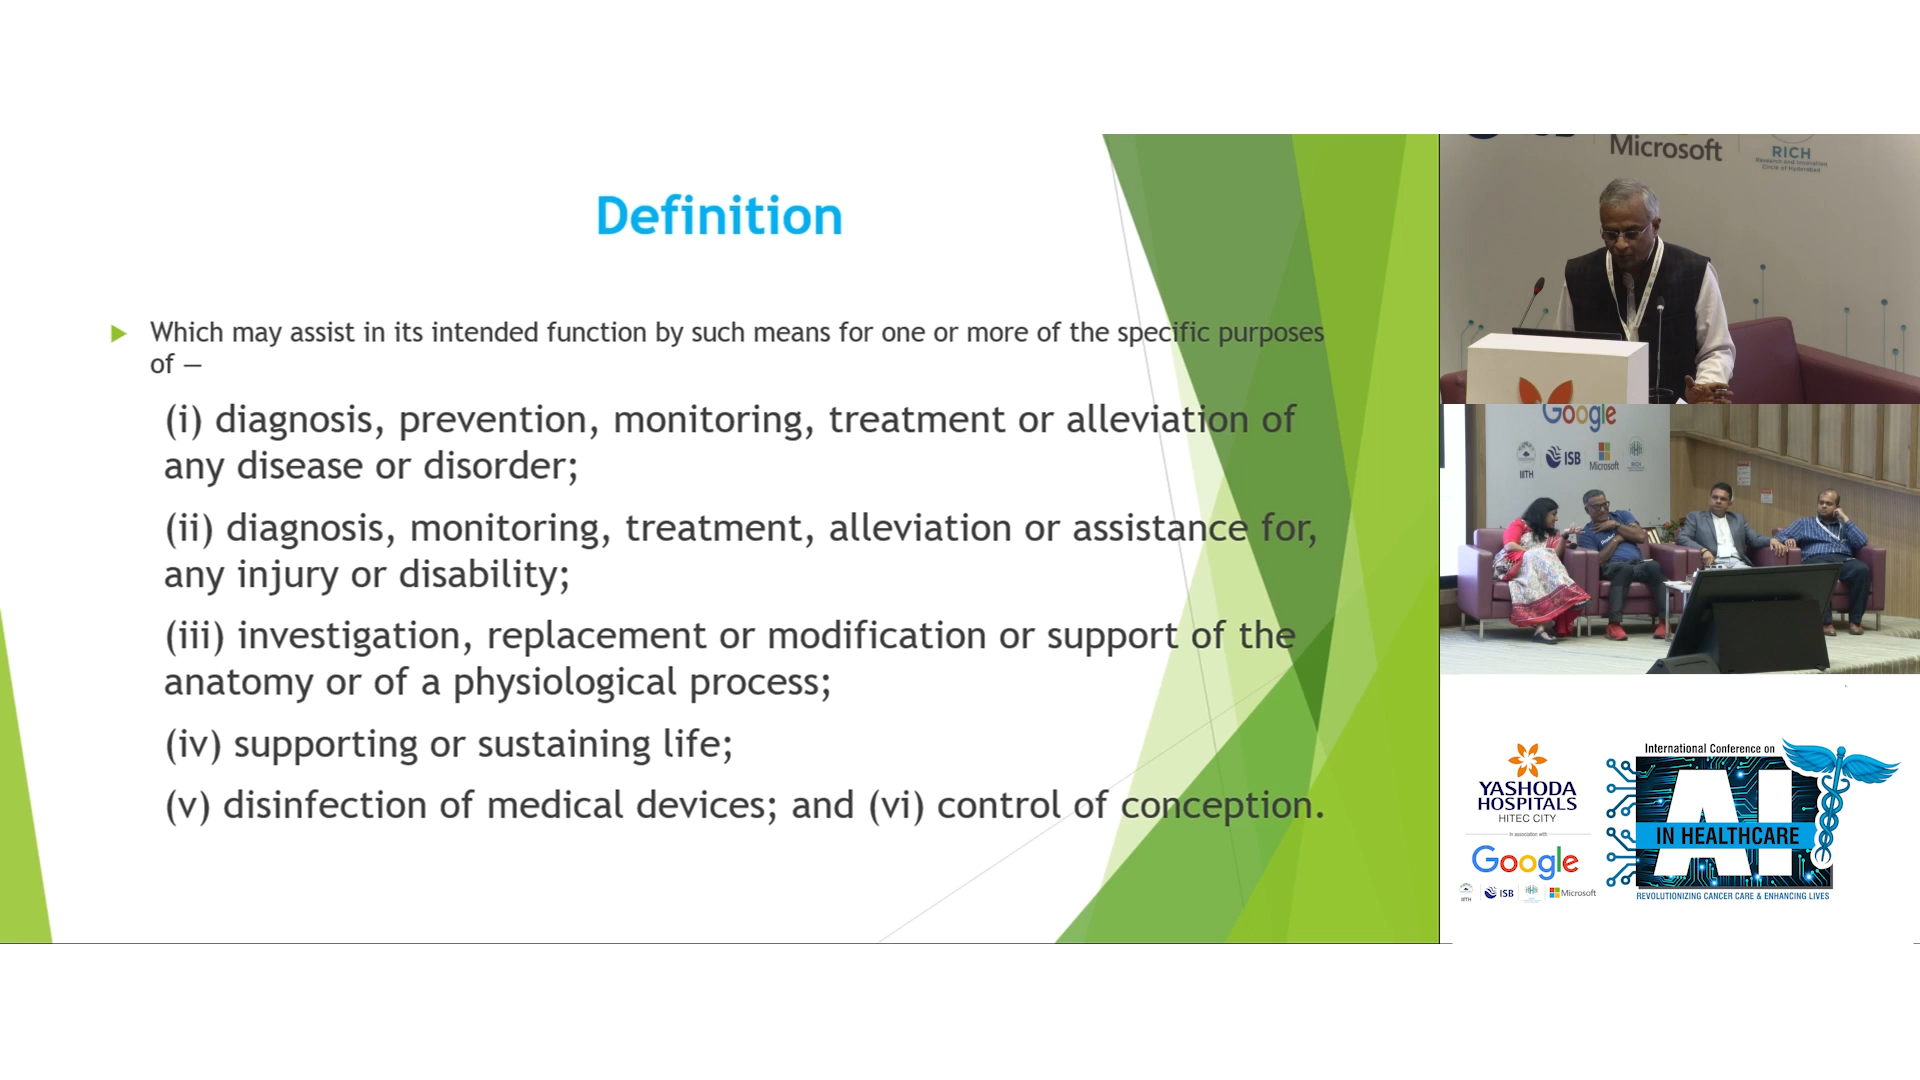 Definition
Which may assist in its intended function by such means for one or more of the specific purposes
of —
(i) diagnosis, prevention, monitoring, treatment or alleviation of
any disease or disorder;
(ii) diagnosis, monitoring, treatment, alleviation or assistance for,
any injury or disability;
(iii) investigation, replacement or modification or support of the
anatomy or of a physiological process;
(iv) supporting or sustaining life;
(v) disinfection of medical devices; and (vi) control of conception.
Microsoft
RICH
Research and Innovation
Circle of Hyderabad
Google
IITH
ISB
Microsoft
RICH
YASHODA
HOSPITALS
HITEC CITY
In association with
Google
IITH
ISB
Microsoft
International Conference on
AI
IN HEALTHCARE
REVOLUTIONIZING CANCER CARE & ENHANCING LIVES